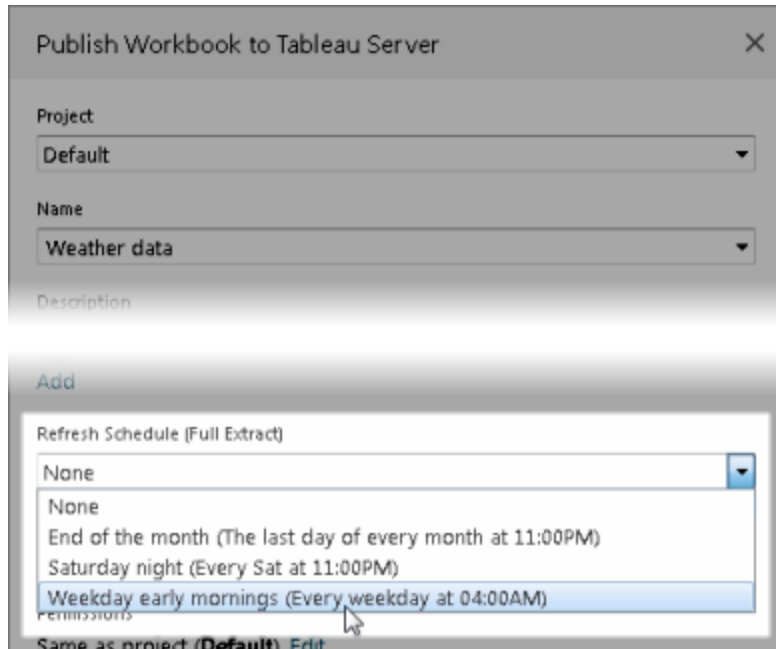 Publish Workbook to Tableau Server
Project
Default
Name
Weather data
Description
Add
Refresh Schedule (Full Extract)
None
None
End of the month (The last day of every month at 11:00PM)
Saturday night (Every Sat at 11:00PM)
Weekday early mornings (Every weekday at 04:00AM)
Permissions
Same as project (Default) Edit